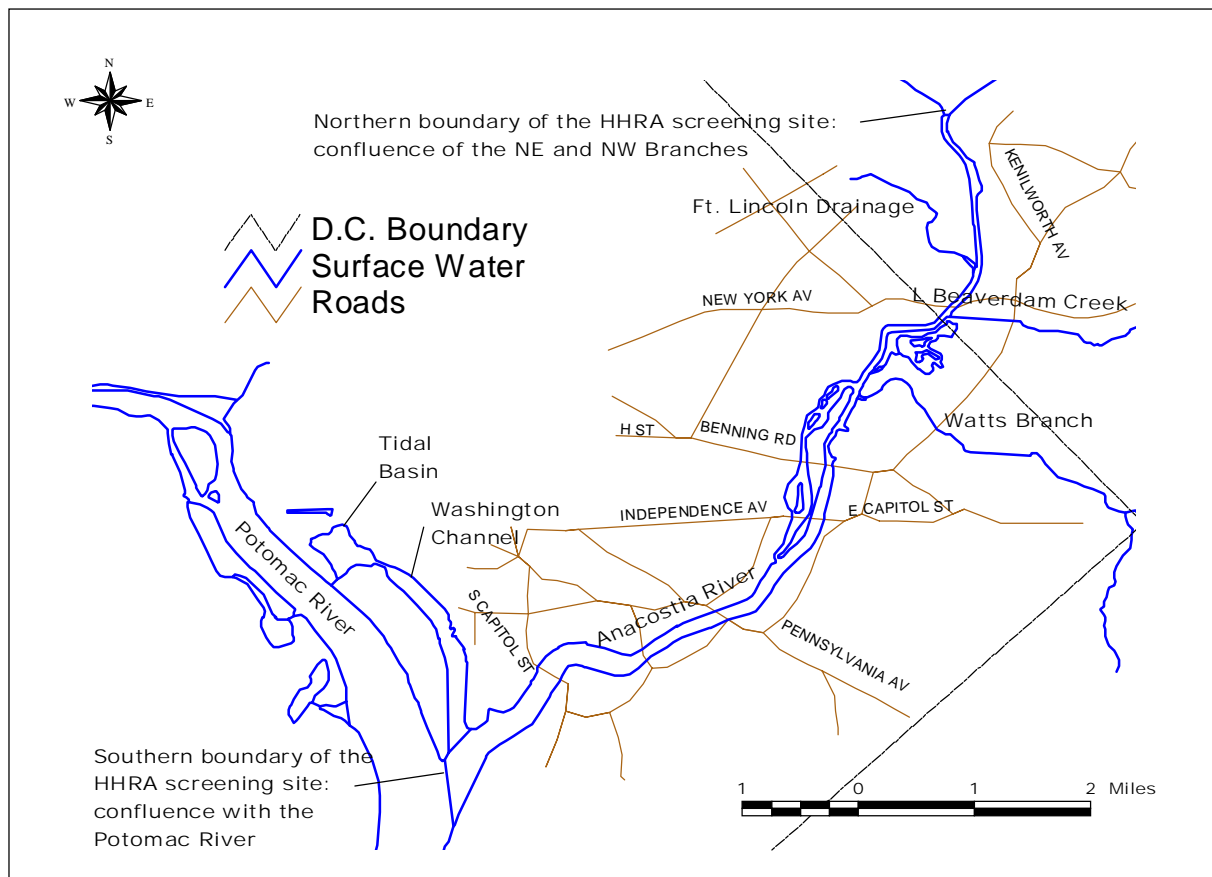 N
W
E
S
Northern boundary of the HHRA screening site:
confluence of the NE and NW Branches
KENILWORTH AV
Ft. Lincoln Drainage
D.C. Boundary
Surface Water
Roads
NEW YORK AV
L Beaverdam Creek
H ST
BENNING RD
Watts Branch
Tidal
Basin
Washington
Channel
INDEPENDENCE AV
E CAPITOL ST
Potomac River
Anacostia River
S CAPITOL ST
PENNSYLVANIA AV
Southern boundary of the
HHRA screening site:
confluence with the
Potomac River
1 0 1 2 Miles